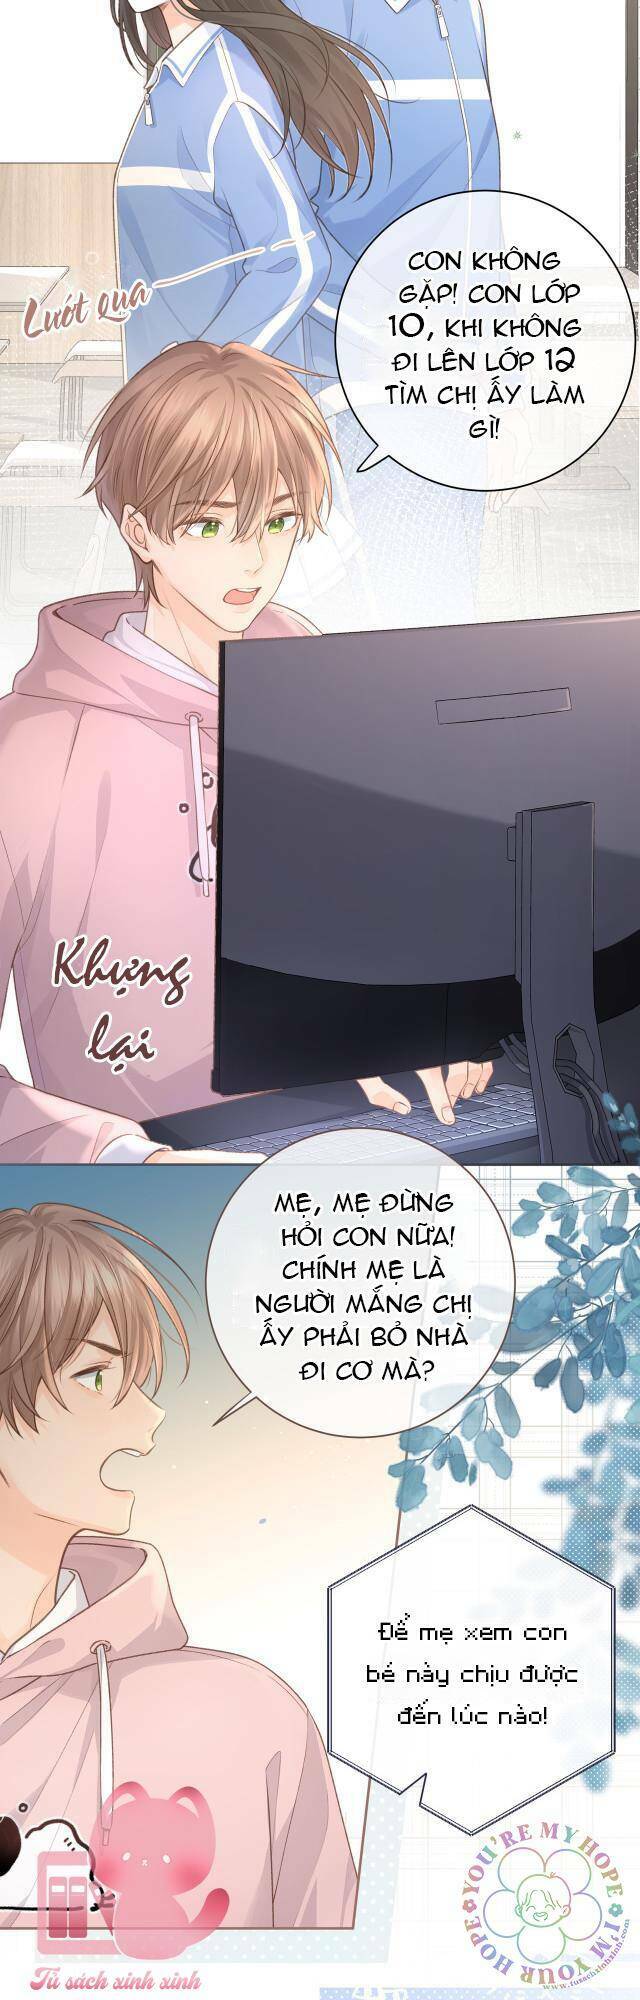 CON KHÔNG
GẶP! CON LỚP
10, KHI KHÔNG
ĐI LÊN LỚP 12
TÌM CHỊ ẤY LÀM
GÌ!
Lướt qua
Khựng
lại
MẸ, MẸ ĐỪNG
HỎI CON NỮA!
CHÍNH MẸ LÀ
NGƯỜI MẮNG CHỊ
ẤY PHẢI BỎ NHÀ
ĐI CƠ MÀ?
Để mẹ xem con
bé này chịu được
đến lúc nào!
YOU'RE MY HOPE
I'M YOUR HOPE
Tủ sách xinh xinh
www.tusachxinhxinh.com